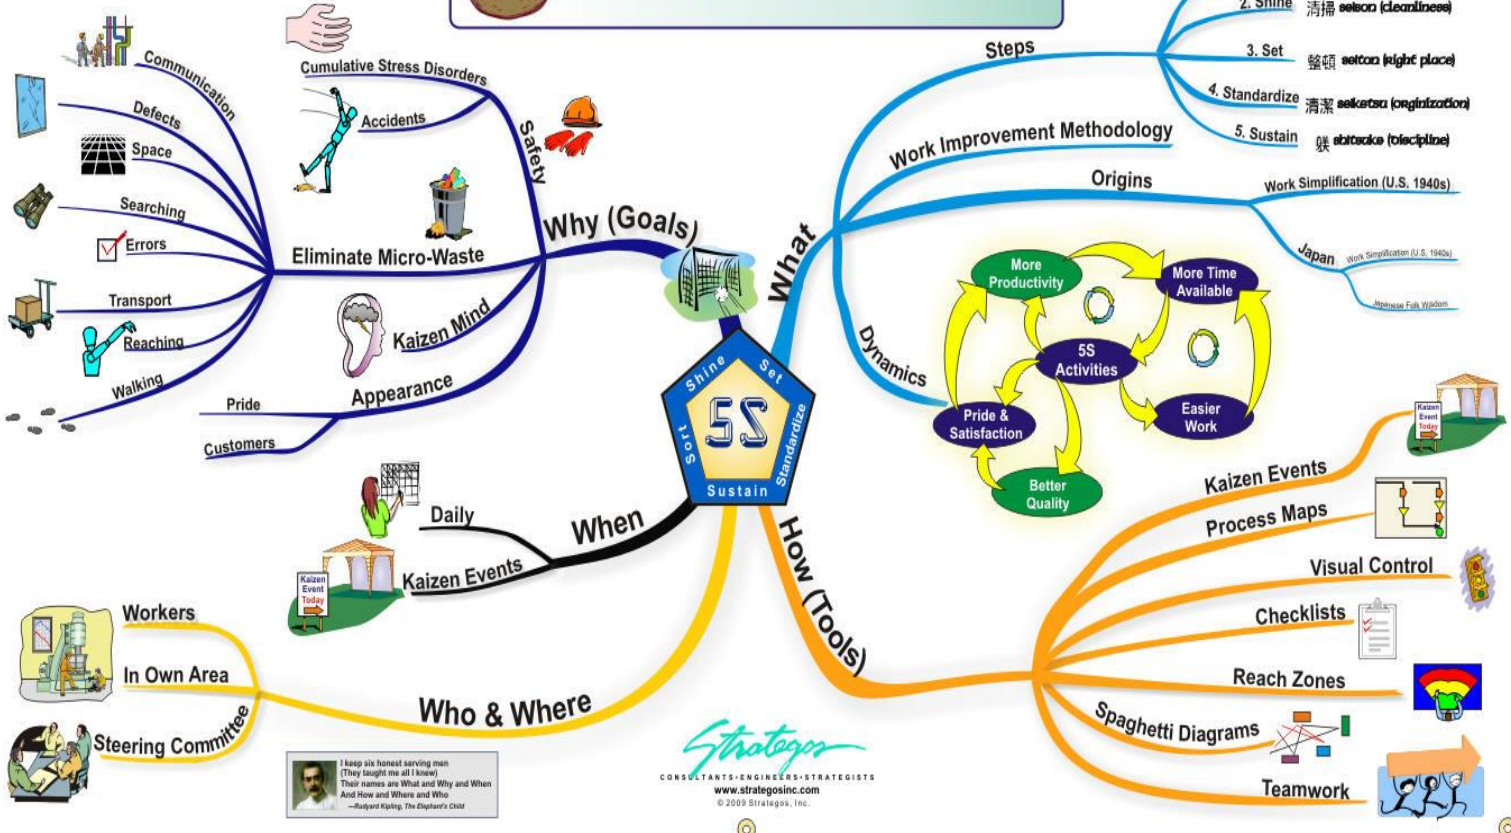 Communication
Defects
Space
Searching
Errors
Transport
Reaching
Walking
Cumulative Stress Disorders
Accidents
Safety
Eliminate Micro-Waste
Why (Goals)
Kaizen Mind
Appearance
Pride
Customers
What
Steps
2. Shine
清掃 seison (cleanliness)
3. Set
整頓 seiton (right place)
4. Standardize
清潔 seiketsu (orginization)
5. Sustain
躾 shitsuke (discipline)
Work Improvement Methodology
Origins
Work Simplification (U.S. 1940s)
Japan
Work Simplification (U.S. 1940s)
Japanese Folk Wisdom
Dynamics
More
Productivity
More Time
Available
5S
Activities
Pride &
Satisfaction
Easier
Work
Better
Quality
Shine
Set
Sort
Standardize
Sustain
5S
When
Daily
Kaizen Events
Kaizen
Event
Today
Who & Where
Workers
In Own Area
Steering Committee
How (Tools)
Kaizen Events
Kaizen
Event
Today
Process Maps
Visual Control
Checklists
Reach Zones
Spaghetti Diagrams
Teamwork
I keep six honest serving men
(They taught me all I knew)
Their names are What and Why and When
And How and Where and Who
—Rudyard Kipling, The Elephant's Child
Strategos
CONSULTANTS•ENGINEERS•STRATEGISTS
www.strategosinc.com
© 2009 Strategos, Inc.